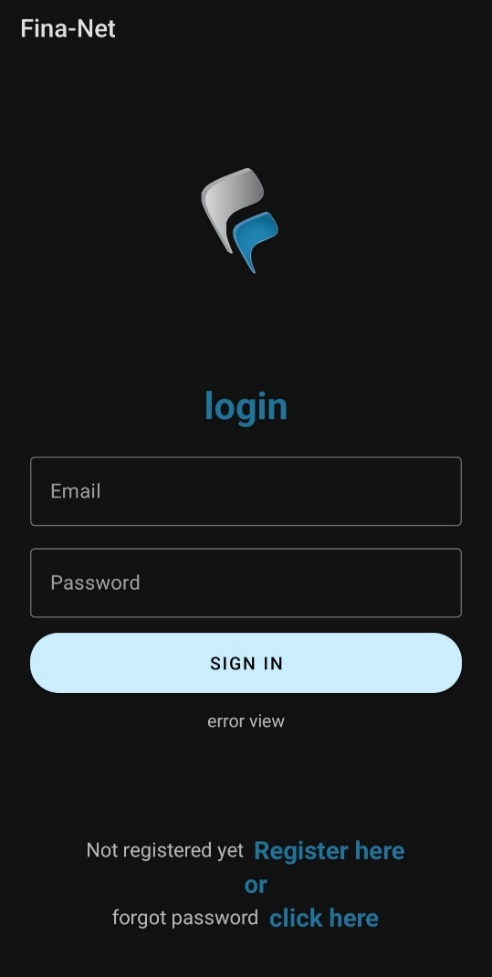 Fina-Net
login
Email
Password
SIGN IN
error view
Not registered yet Register here
or
forgot password click here